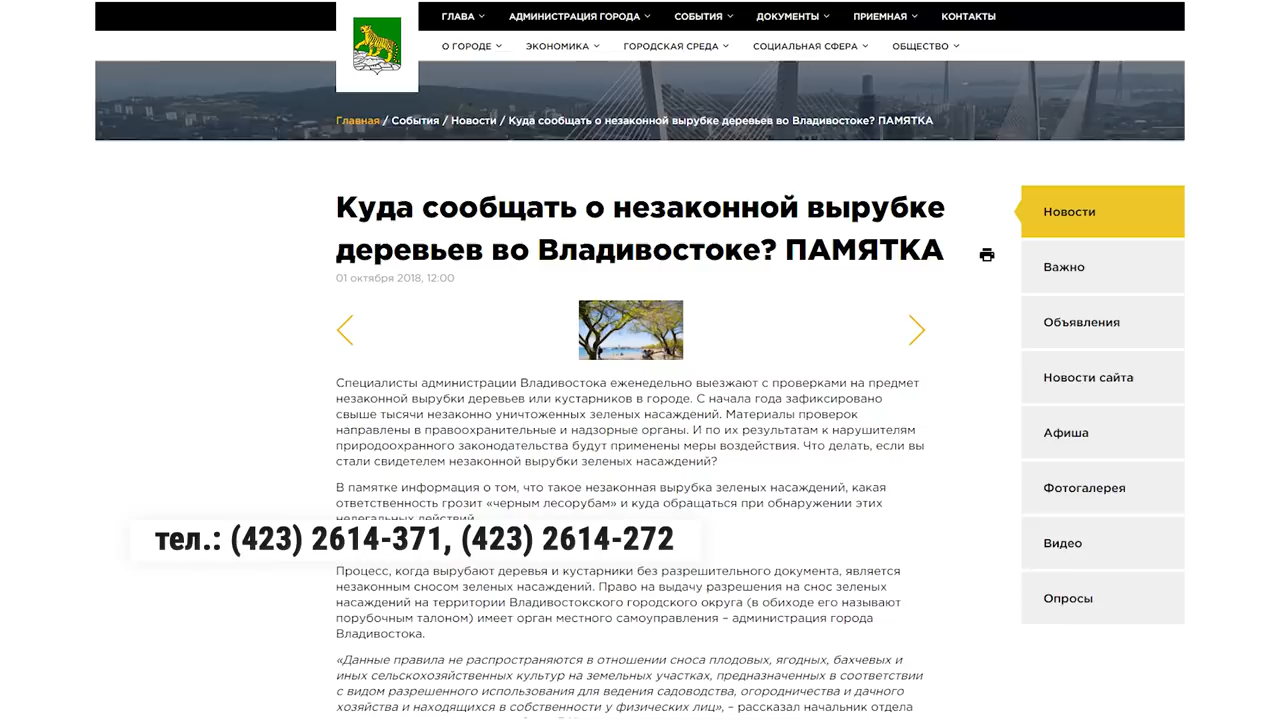 ГЛАВА АДМИНИСТРАЦИЯ ГОРОДА СОБЫТИЯ ДОКУМЕНТЫ ПРИЕМНАЯ КОНТАКТЫ
О ГОРОДЕ ЭКОНОМИКА ГОРОДСКАЯ СРЕДА СОЦИАЛЬНАЯ СФЕРА ОБЩЕСТВО
Главная / События / Новости / Куда сообщать о незаконной вырубке деревьев во Владивостоке? ПАМЯТКА
Куда сообщать о незаконной вырубке
деревьев во Владивостоке? ПАМЯТКА
01 октября 2018, 12:00
Специалисты администрации Владивостока еженедельно выезжают с проверками на предмет
незаконной вырубки деревьев или кустарников в городе. С начала года зафиксировано
свыше тысячи незаконно уничтоженных зеленых насаждений. Материалы проверок
направлены в правоохранительные и надзорные органы. И по их результатам к нарушителям
природоохранного законодательства будут применены меры воздействия. Что делать, если вы
стали свидетелем незаконной вырубки зеленых насаждений?
В памятке информация о том, что такое незаконная вырубка зеленых насаждений, какая
ответственность грозит «черным лесорубам» и куда обращаться при обнаружении этих
нелегальных действий.
тел.: (423) 2614-371, (423) 2614-272
Процесс, когда вырубают деревья и кустарники без разрешительного документа, является
незаконным сносом зеленых насаждений. Право на выдачу разрешения на снос зеленых
насаждений на территории Владивостокского городского округа (в обиходе его называют
порубочным талоном) имеет орган местного самоуправления – администрация города
Владивостока.
«Данные правила не распространяются в отношении сноса плодовых, ягодных, бахчевых и
иных сельскохозяйственных культур на земельных участках, предназначенных в соответствии
с видом разрешенного использования для ведения садоводства, огородничества и дачного
хозяйства и находящихся в собственности у физических лиц», – рассказал начальник отдела
Новости
Важно
Объявления
Новости сайта
Афиша
Фотогалерея
Видео
Опросы